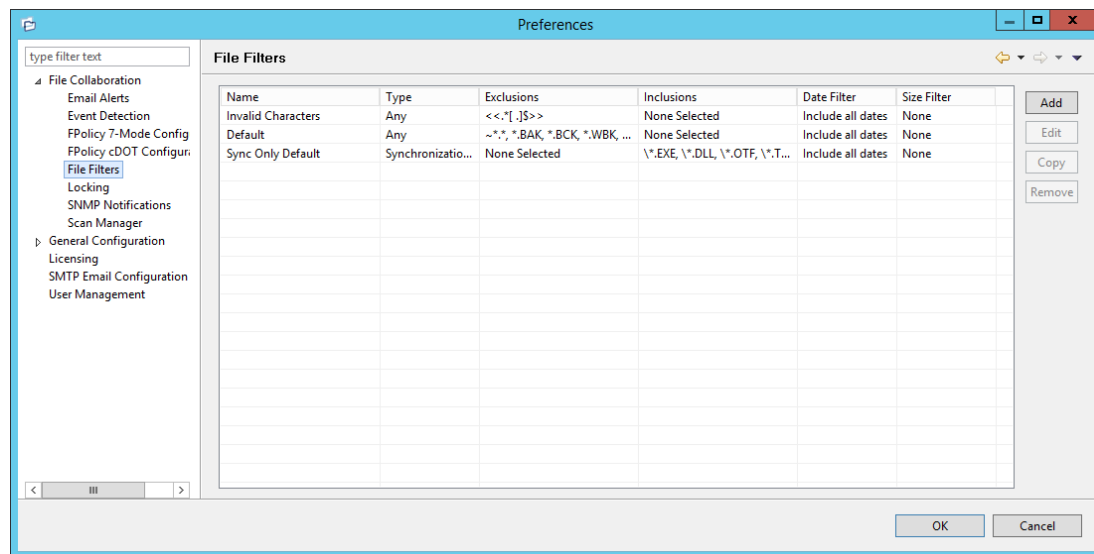 Preferences
type filter text
File Filters
File Collaboration
Email Alerts
Event Detection
FPolicy 7-Mode Config
FPolicy cDOT Configur
File Filters
Locking
SNMP Notifications
Scan Manager
General Configuration
Licensing
SMTP Email Configuration
User Management
Name Type Exclusions Inclusions Date Filter Size Filter
Invalid Characters Any <<.*[ .]$>> None Selected Include all dates None
Default Any ~*.*, *.BAK, *.BCK, *.WBK, ... None Selected Include all dates None
Sync Only Default Synchronizatio... None Selected \*.EXE, \*.DLL, \*.OTF, \*.T... Include all dates None
Add
Edit
Copy
Remove
OK Cancel